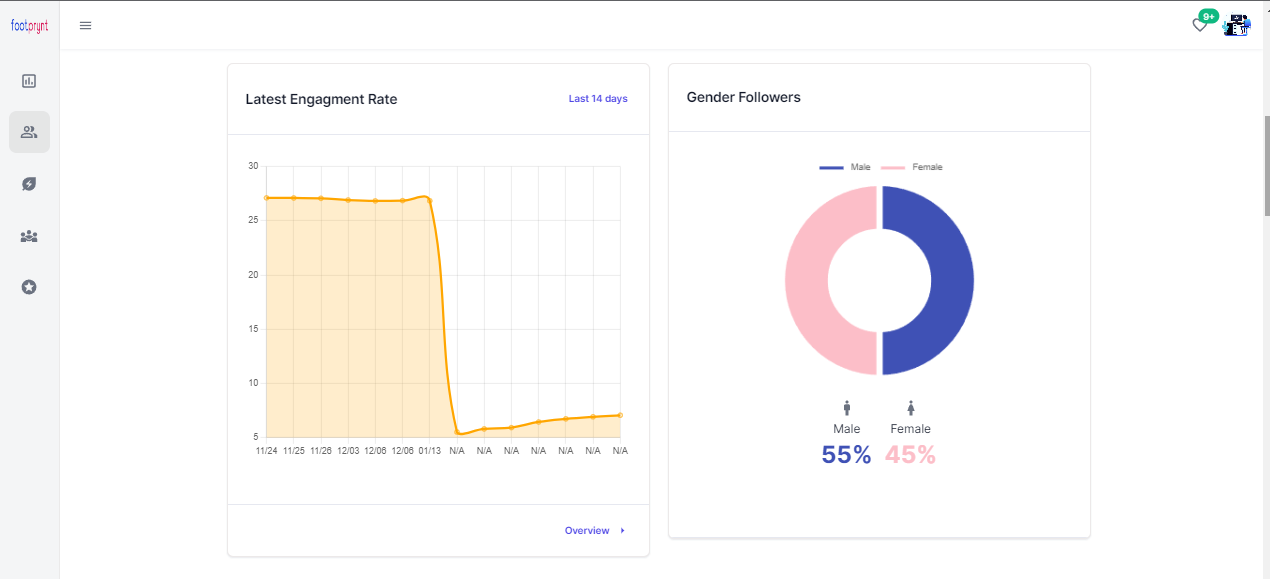 footprynt
9+
Latest Engagment Rate
Last 14 days
30
25
20
15
10
5
11/24 11/25 11/26 12/03 12/06 12/08 01/13 N/A N/A N/A N/A N/A N/A N/A
Overview
Gender Followers
Male Female
Male Female
55% 45%